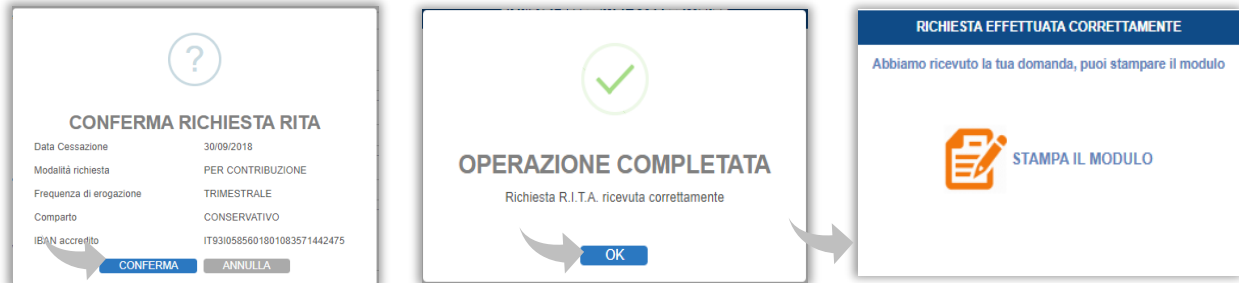 ?
CONFERMA RICHIESTA RITA
Data Cessazione 30/09/2018
Modalità richiesta PER CONTRIBUZIONE
Frequenza di erogazione TRIMESTRALE
Comparto CONSERVATIVO
IBAN accredito IT93I0585601801083571442475
CONFERMA ANNULLA
OPERAZIONE COMPLETATA
Richiesta R.I.T.A. ricevuta correttamente
OK
RICHIESTA EFFETTUATA CORRETTAMENTE
Abbiamo ricevuto la tua domanda, puoi stampare il modulo
STAMPA IL MODULO